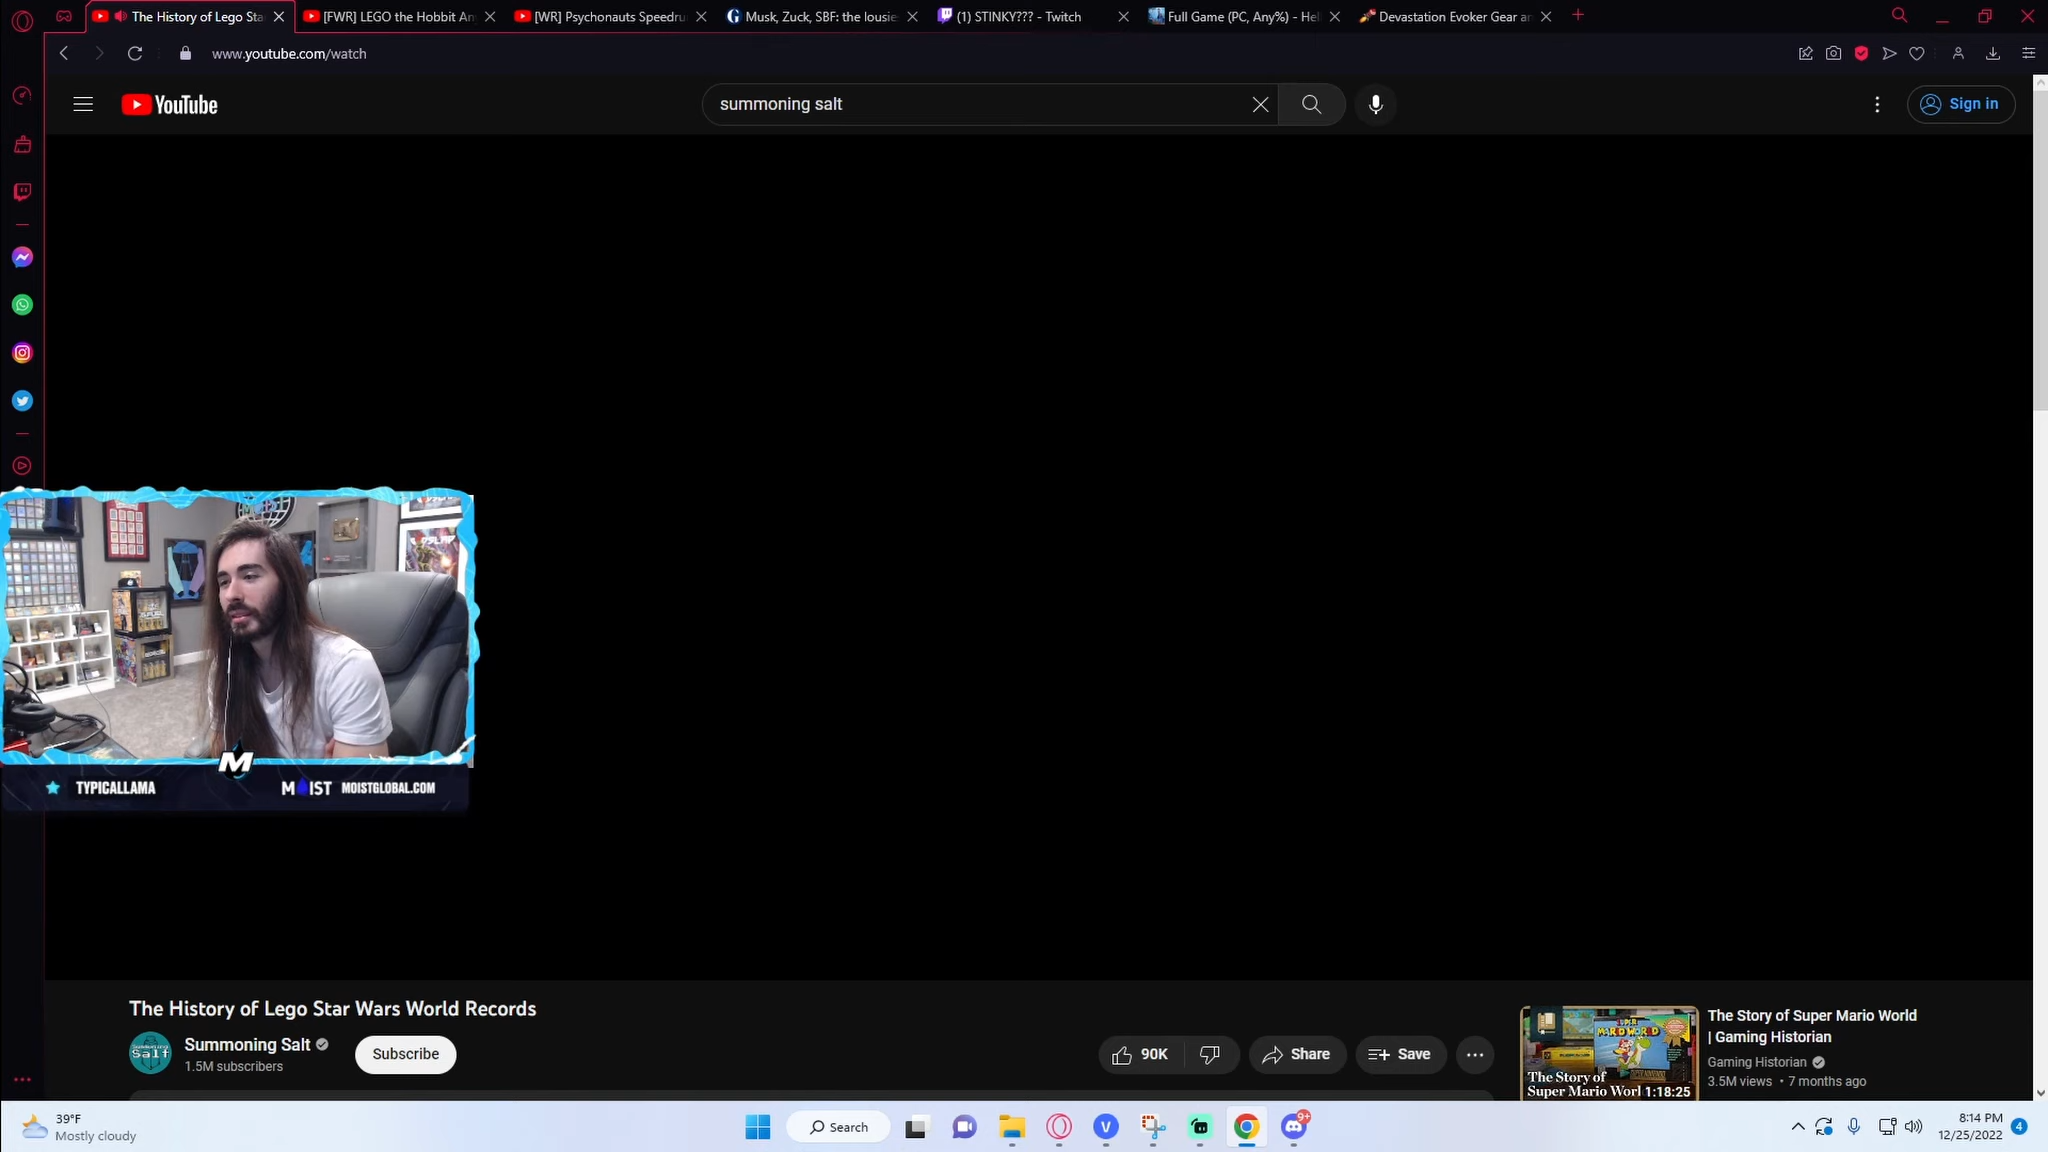 The History of Lego Sta
[FWR] LEGO the Hobbit An
[WR] Psychonauts Speedru
Musk, Zuck, SBF: the lousie
(1) STINKY??? - Twitch
Full Game (PC, Any%) - Hel
Devastation Evoker Gear an
www.youtube.com/watch
YouTube
summoning salt
Sign in
M
TYPICALLAMA
MOIST
MOISTGLOBAL.COM
The History of Lego Star Wars World Records
Summoning Salt
1.5M subscribers
Subscribe
90K
Share
Save
The Story of
Super Mario Worl
1:18:25
The Story of Super Mario World
| Gaming Historian
Gaming Historian
3.5M views • 7 months ago
39°F
Mostly cloudy
Search
V
9+
8:14 PM
12/25/2022
4